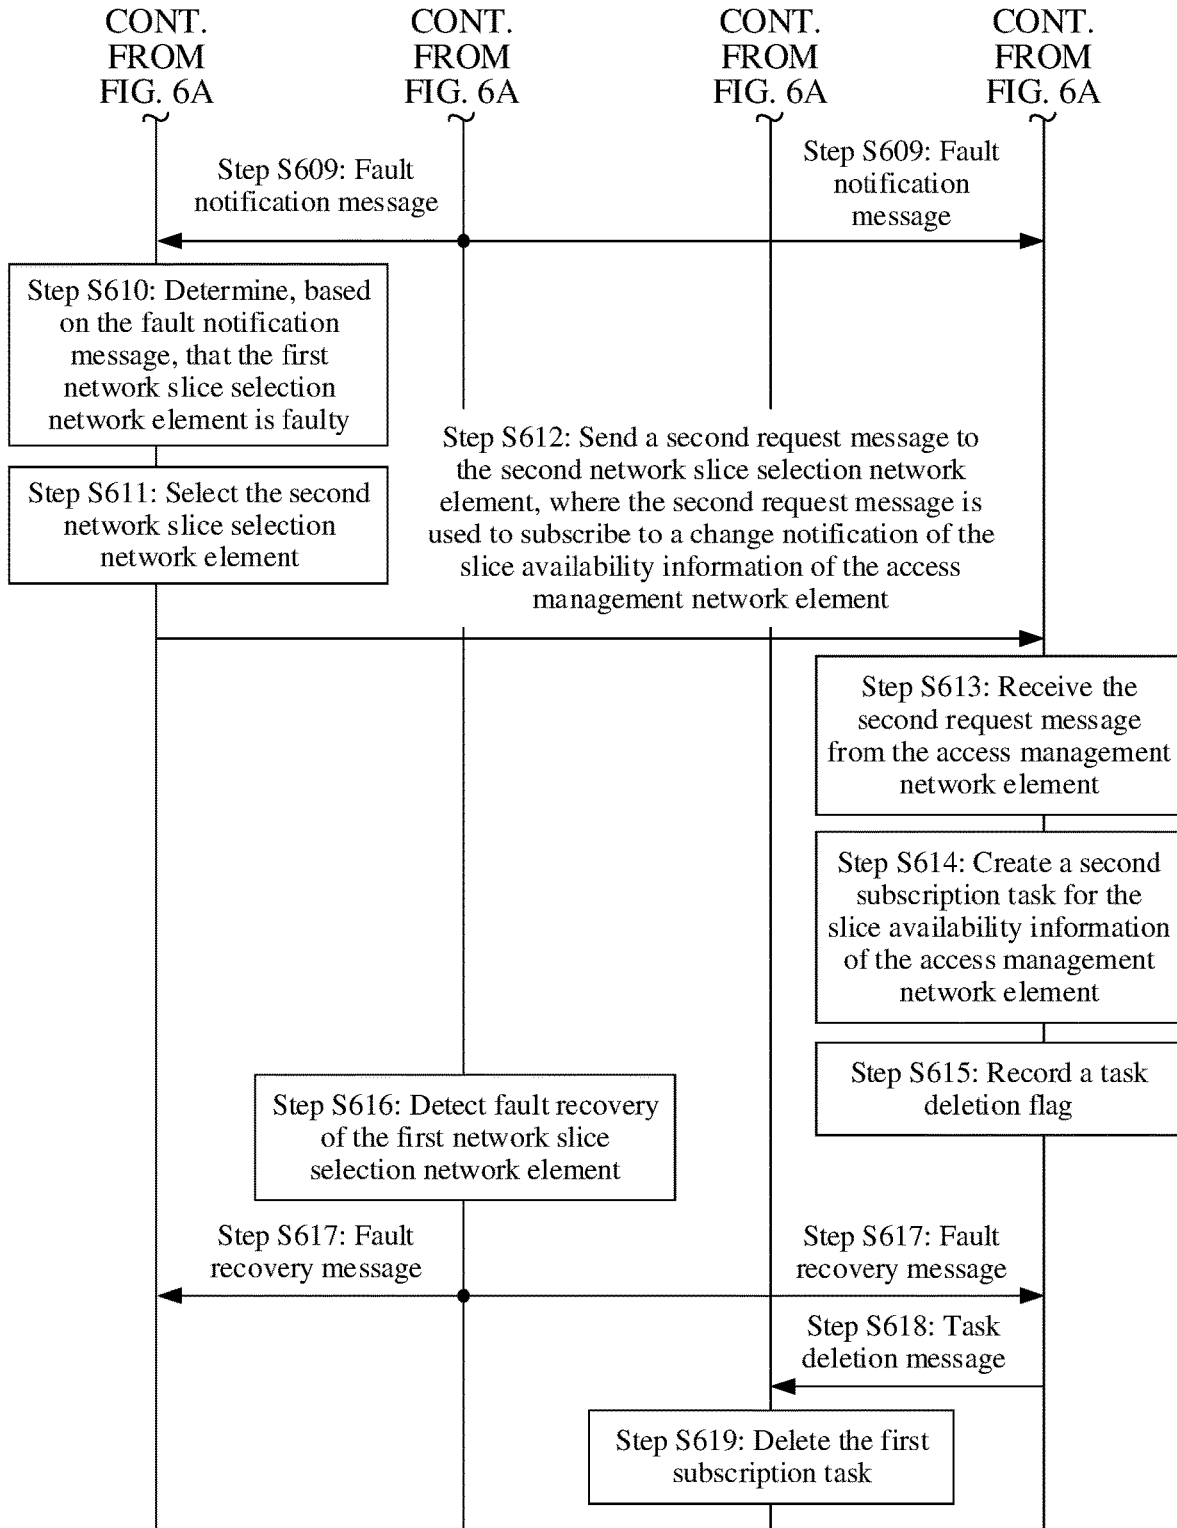 CONT.
FROM
FIG. 6A
CONT.
FROM
FIG. 6A
CONT.
FROM
FIG. 6A
CONT.
FROM
FIG. 6A
Step S609: Fault
notification message
Step S609: Fault
notification
message
Step S610: Determine, based
on the fault notification
message, that the first
network slice selection
network element is faulty
Step S611: Select the second
network slice selection
network element
Step S612: Send a second request message to
the second network slice selection network
element, where the second request message is
used to subscribe to a change notification of the
slice availability information of the access
management network element
Step S613: Receive the
second request message
from the access management
network element
Step S614: Create a second
subscription task for the
slice availability information
of the access management
network element
Step S615: Record a task
deletion flag
Step S616: Detect fault recovery
of the first network slice
selection network element
Step S617: Fault
recovery message
Step S617: Fault
recovery message
Step S618: Task
deletion message
Step S619: Delete the first
subscription task